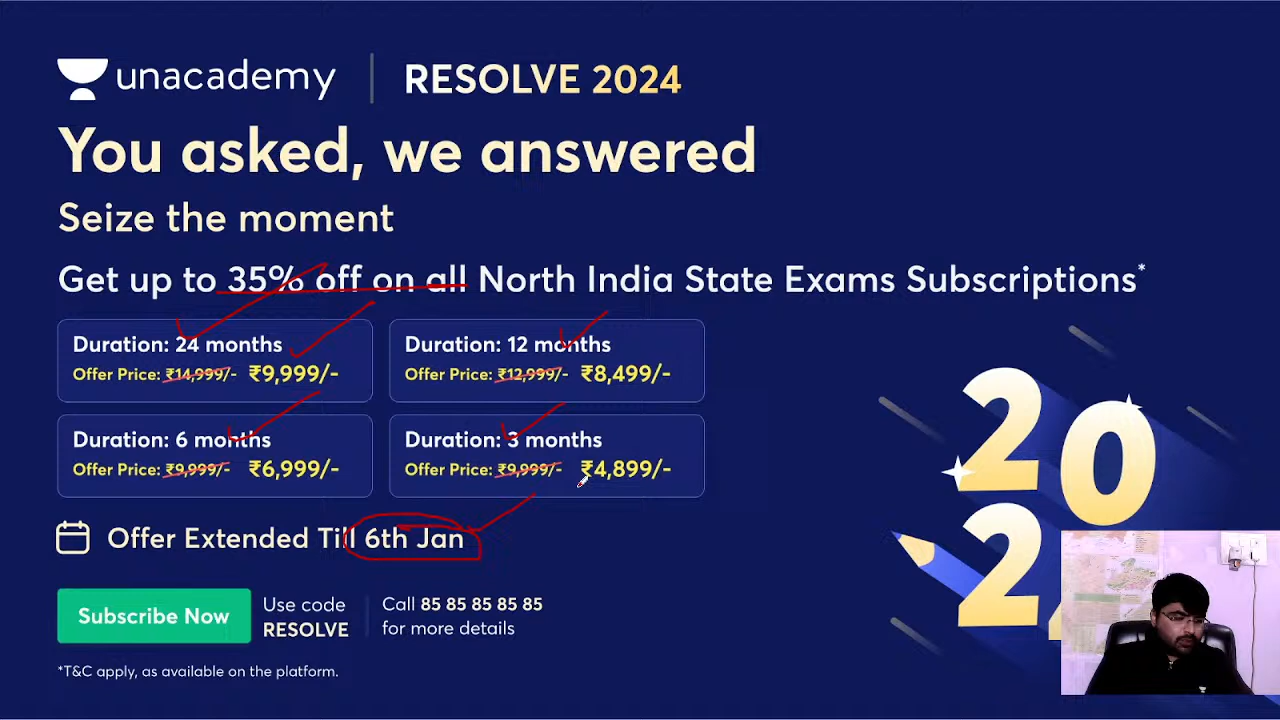 unacademy | RESOLVE 2024
You asked, we answered
Seize the moment
Get up to 35% off on all North India State Exams Subscriptions*
Duration: 24 months
Offer Price: ₹14,999/- ₹9,999/-
Duration: 12 months
Offer Price: ₹12,999/- ₹8,499/-
Duration: 6 months
Offer Price: ₹9,999/- ₹6,999/-
Duration: 3 months
Offer Price: ₹9,999/- ₹4,899/-
Offer Extended Till 6th Jan
Subscribe Now
Use code
RESOLVE
Call 85 85 85 85 85
for more details
*T&C apply, as available on the platform.
20
2